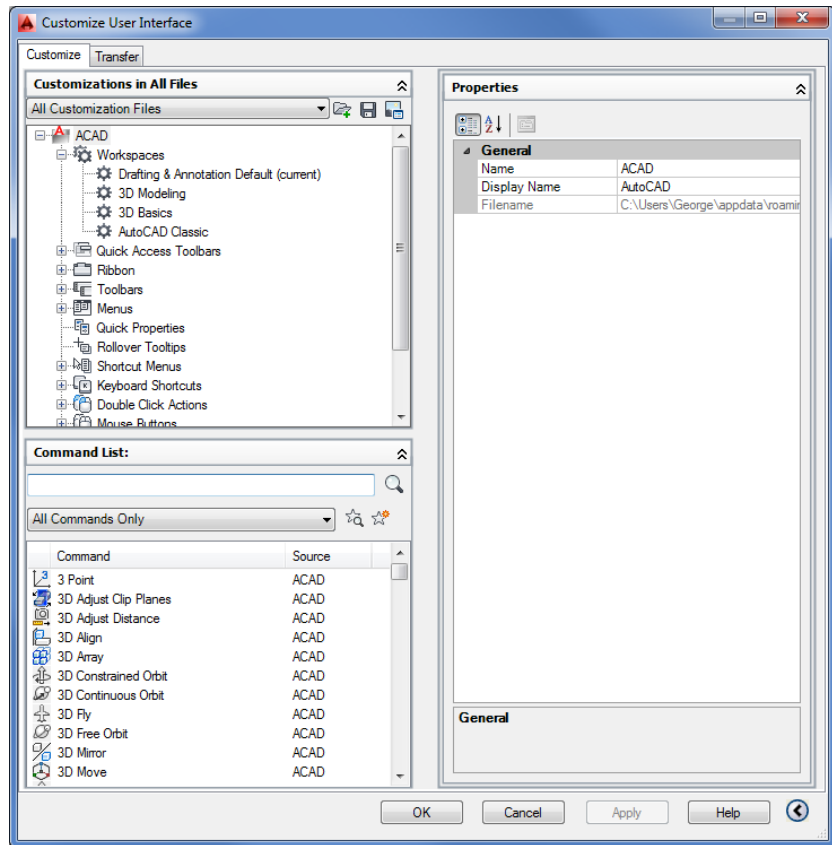 Customize User Interface
Customize Transfer
Customizations in All Files
All Customization Files
ACAD
Workspaces
Drafting & Annotation Default (current)
3D Modeling
3D Basics
AutoCAD Classic
Quick Access Toolbars
Ribbon
Toolbars
Menus
Quick Properties
Rollover Tooltips
Shortcut Menus
Keyboard Shortcuts
Double Click Actions
Mouse Buttons
Command List:
All Commands Only
Command Source
3 Point ACAD
3D Adjust Clip Planes ACAD
3D Adjust Distance ACAD
3D Align ACAD
3D Array ACAD
3D Constrained Orbit ACAD
3D Continuous Orbit ACAD
3D Fly ACAD
3D Free Orbit ACAD
3D Mirror ACAD
3D Move ACAD
Properties
General
Name ACAD
Display Name AutoCAD
Filename C:\Users\George\appdata\roamin
General
OK Cancel Apply Help